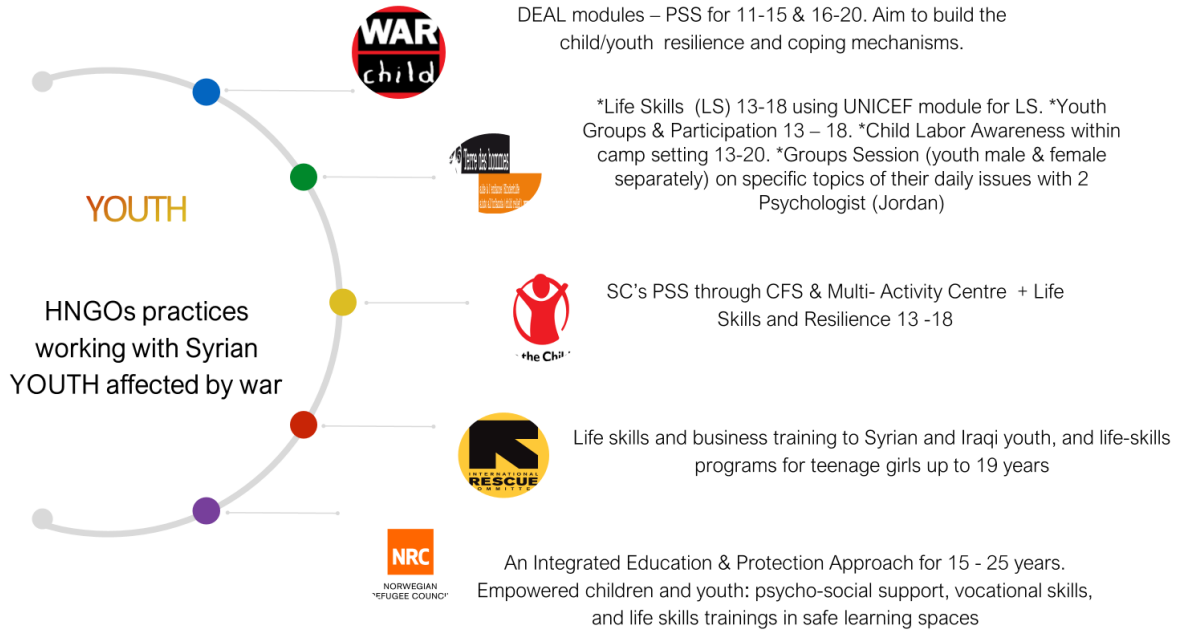 WAR
child
DEAL modules – PSS for 11-15 & 16-20. Aim to build the
child/youth resilience and coping mechanisms.
Terre des hommes
*Life Skills (LS) 13-18 using UNICEF module for LS. *Youth
Groups & Participation 13 – 18. *Child Labor Awareness within
camp setting 13-20. *Groups Session (youth male & female
separately) on specific topics of their daily issues with 2
Psychologist (Jordan)
YOUTH
HNGOs practices
working with Syrian
YOUTH affected by war
the Chil
SC's PSS through CFS & Multi- Activity Centre + Life
Skills and Resilience 13 -18
INTERNATIONAL
RESCUE
COMMITTE
Life skills and business training to Syrian and Iraqi youth, and life-skills
programs for teenage girls up to 19 years
NRC
NORWEGIAN
REFUGEE COUNCI
An Integrated Education & Protection Approach for 15 - 25 years.
Empowered children and youth: psycho-social support, vocational skills,
and life skills trainings in safe learning spaces